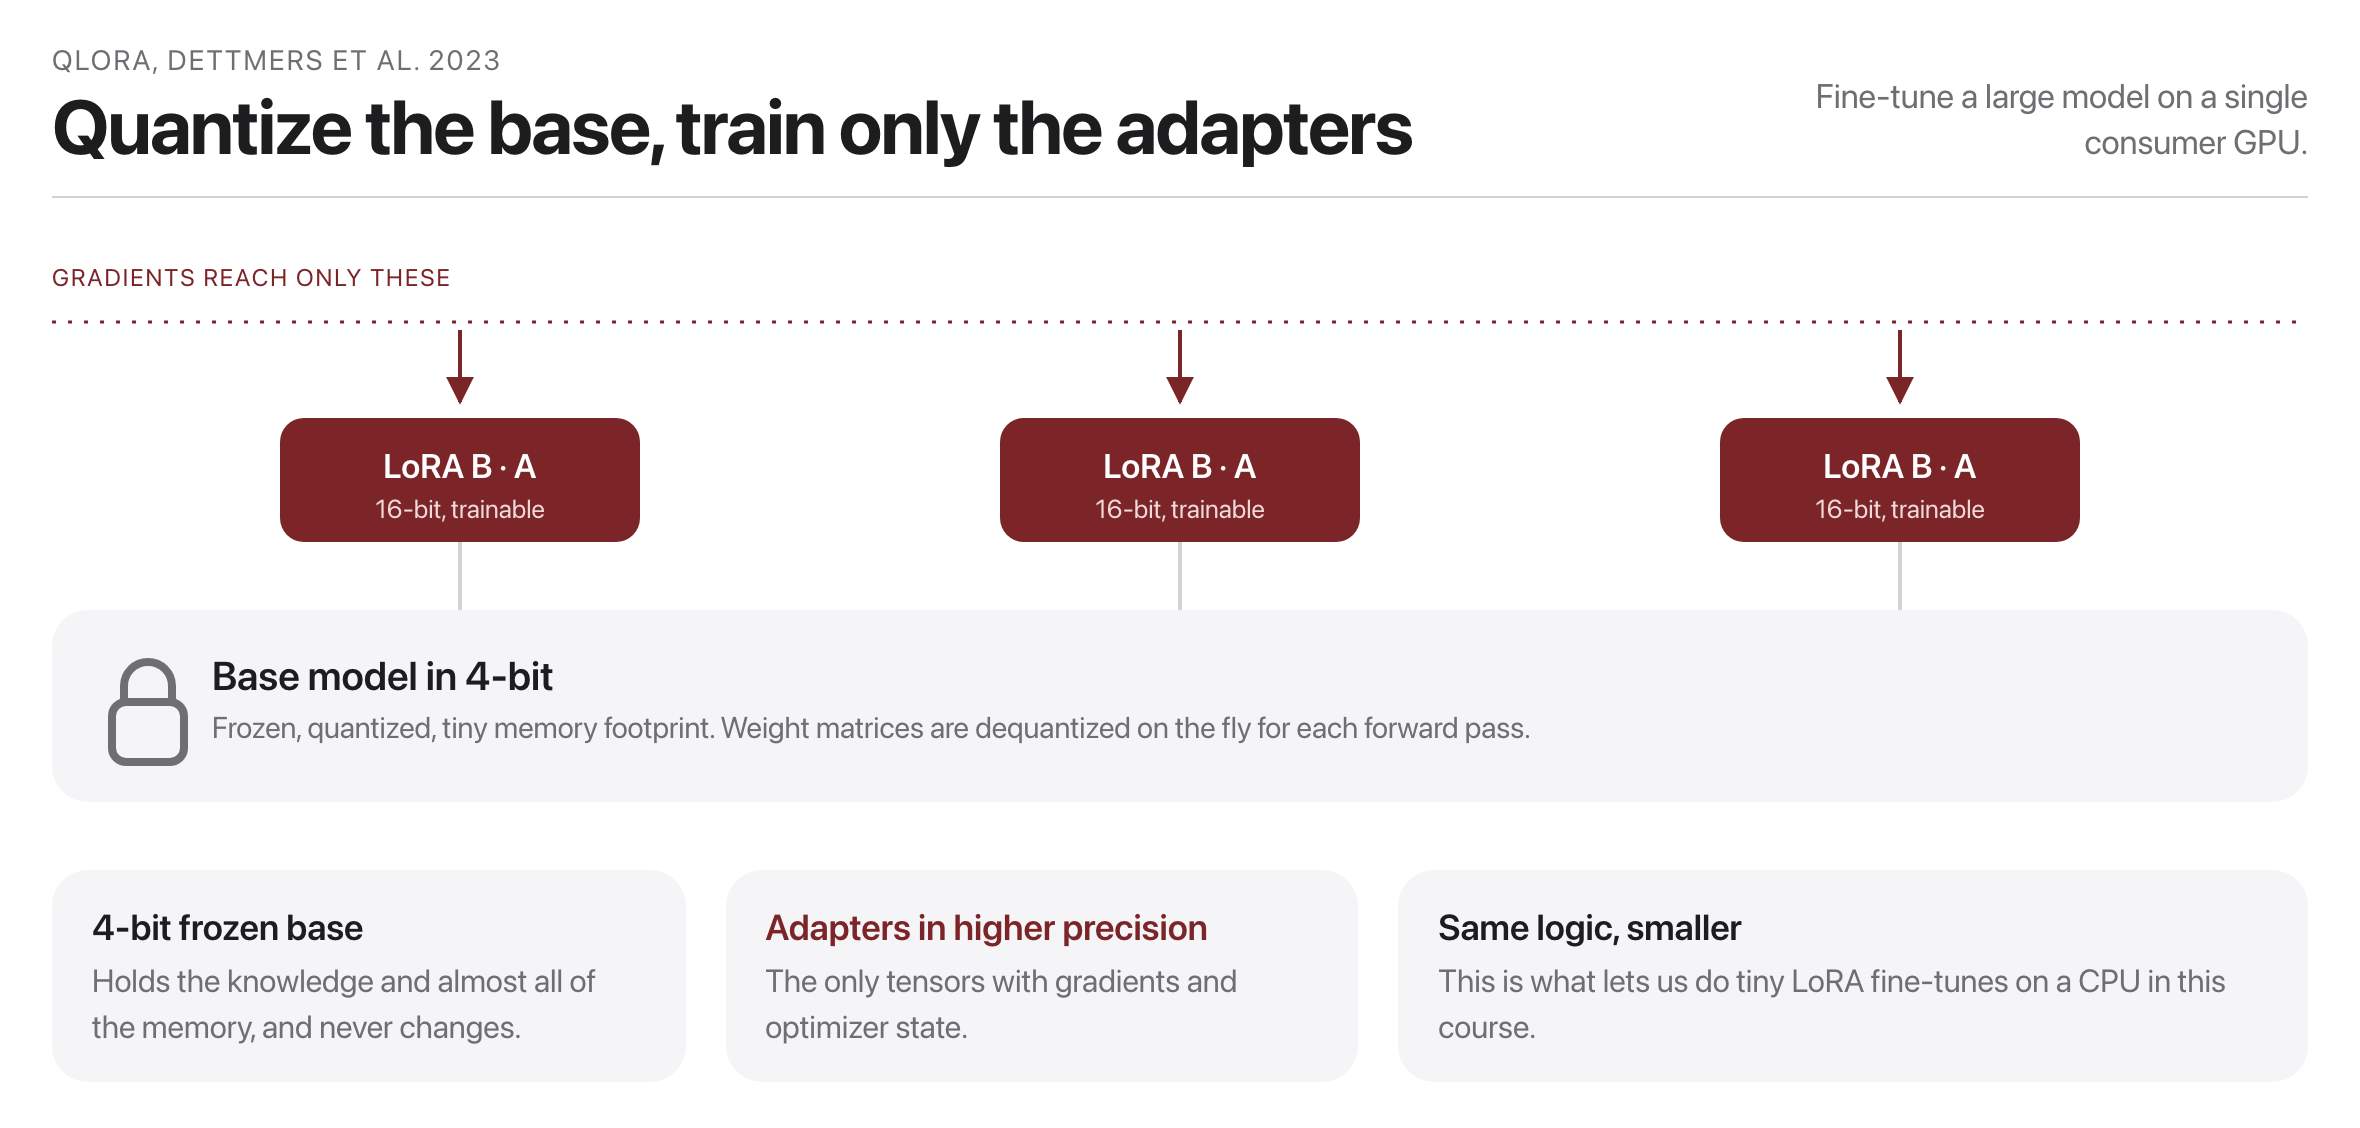 QLORA, DETTMERS ET AL. 2023
Quantize the base, train only the adapters
Fine-tune a large model on a single
consumer GPU.
GRADIENTS REACH ONLY THESE
LoRA B · A
16-bit, trainable
LoRA B · A
16-bit, trainable
LoRA B · A
16-bit, trainable
Base model in 4-bit
Frozen, quantized, tiny memory footprint. Weight matrices are dequantized on the fly for each forward pass.
4-bit frozen base
Holds the knowledge and almost all of
the memory, and never changes.
Adapters in higher precision
The only tensors with gradients and
optimizer state.
Same logic, smaller
This is what lets us do tiny LoRA fine-tunes on a CPU in this
course.